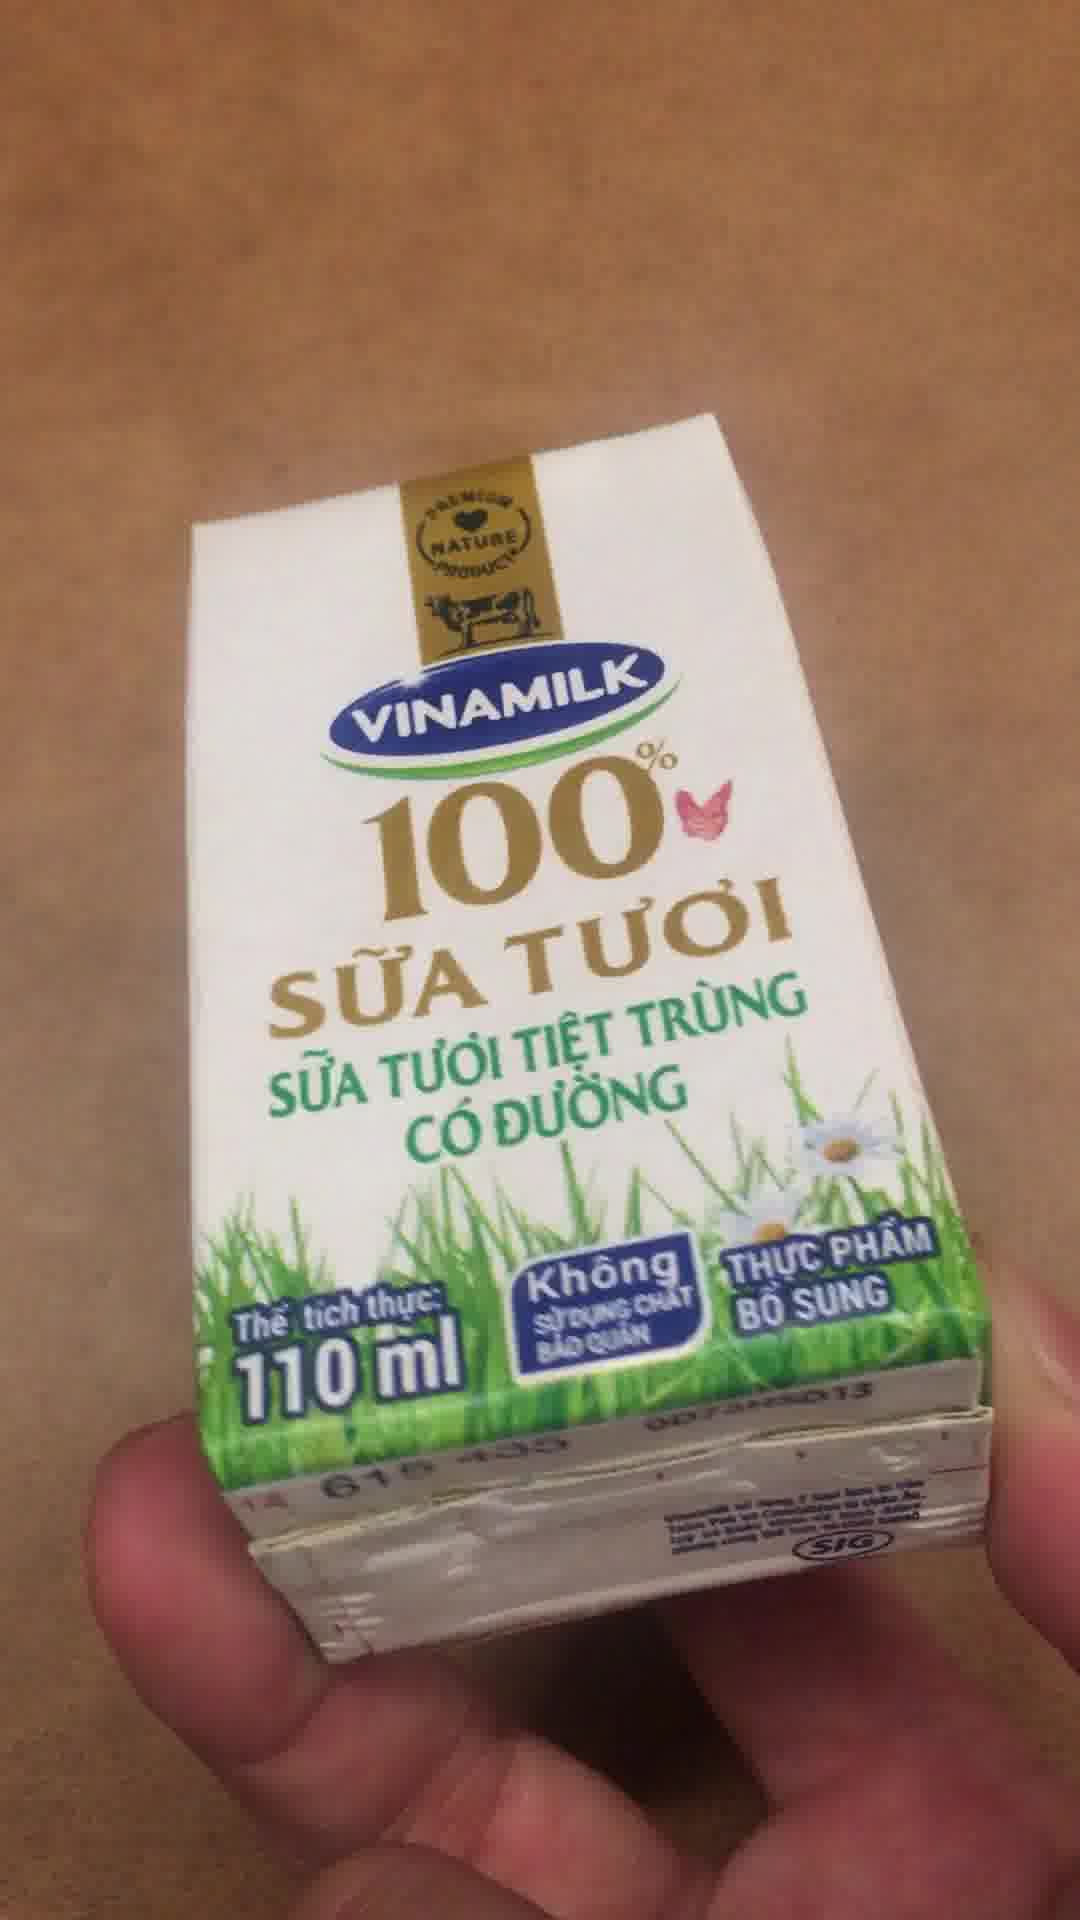 PREMIUM
NATURE
PRODUCT
VINAMILK
100%
SỮA TƯƠI
SỮA TƯƠI TIỆT TRÙNG
CÓ ĐƯỜNG
Thể tích thực:
110 ml
Không
SỬ DỤNG CHẤT
BẢO QUẢN
THỰC PHẨM
BỔ SUNG
SIG